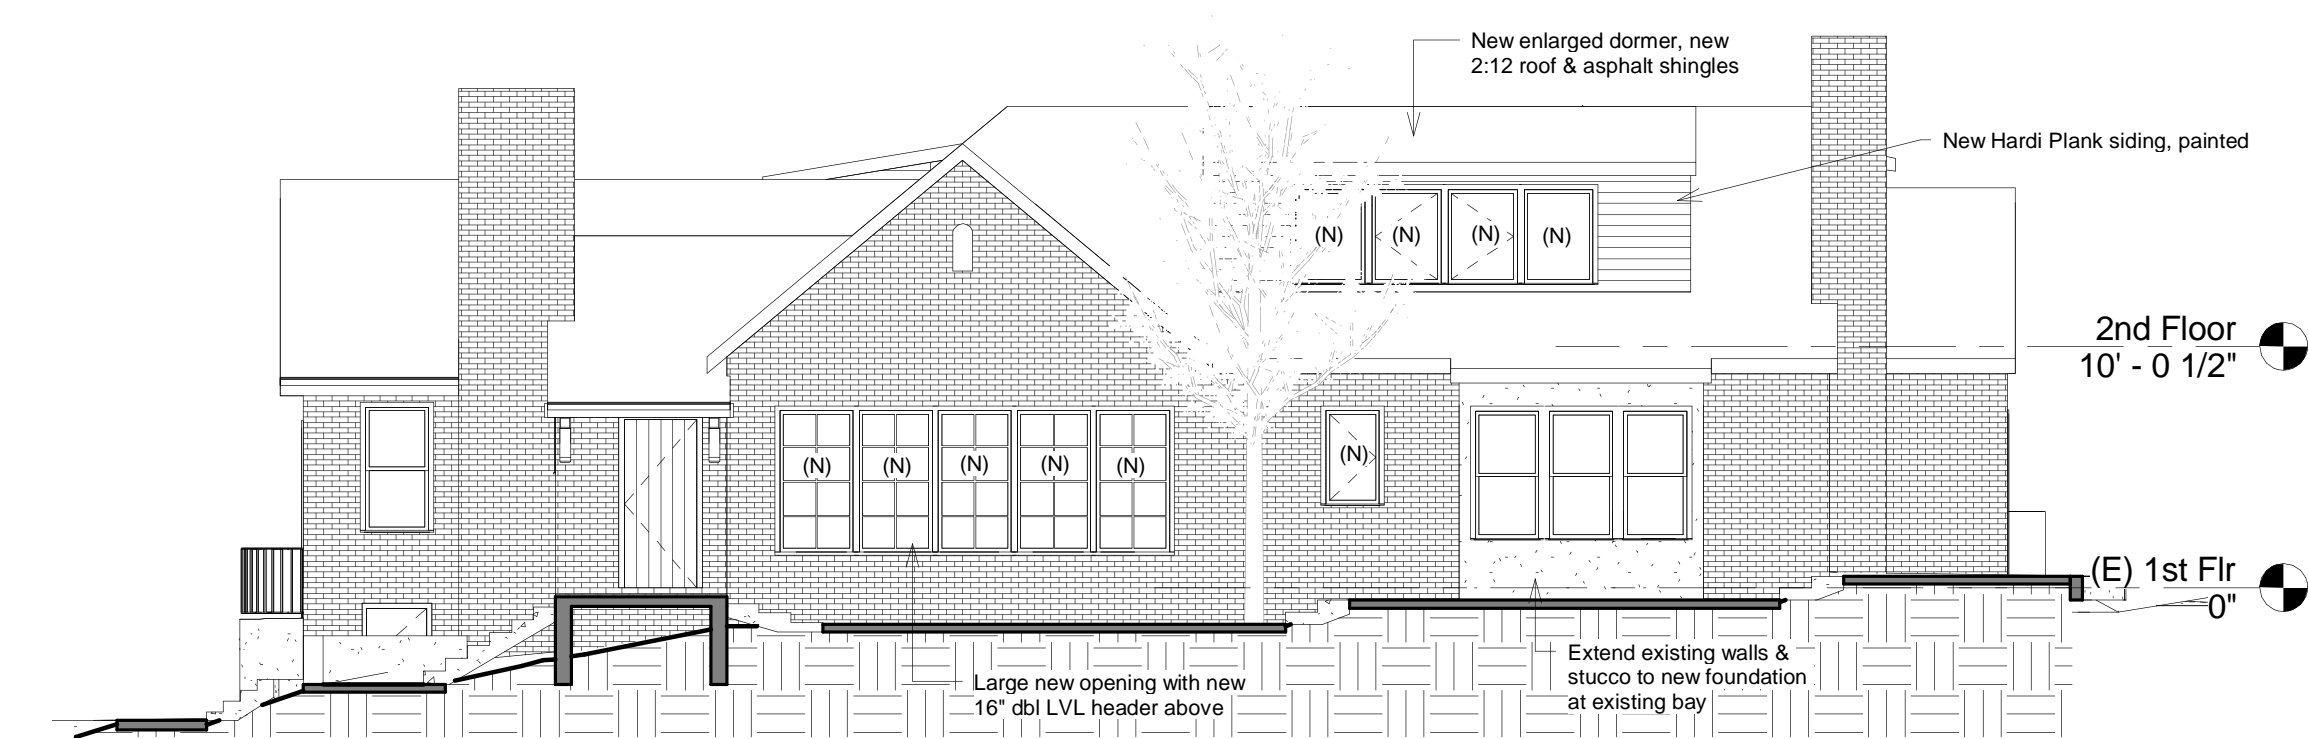 New enlarged dormer, new
2:12 roof & asphalt shingles
New Hardi Plank siding, painted
(N)
(N)
(N)
(N)
2nd Floor
10' - 0 1/2"
(N)
(N)
(N)
(N)
(N)
(N)
(E) 1st Flr
0"
Extend existing walls &
stucco to new foundation
at existing bay
Large new opening with new
16" dbl LVL header above